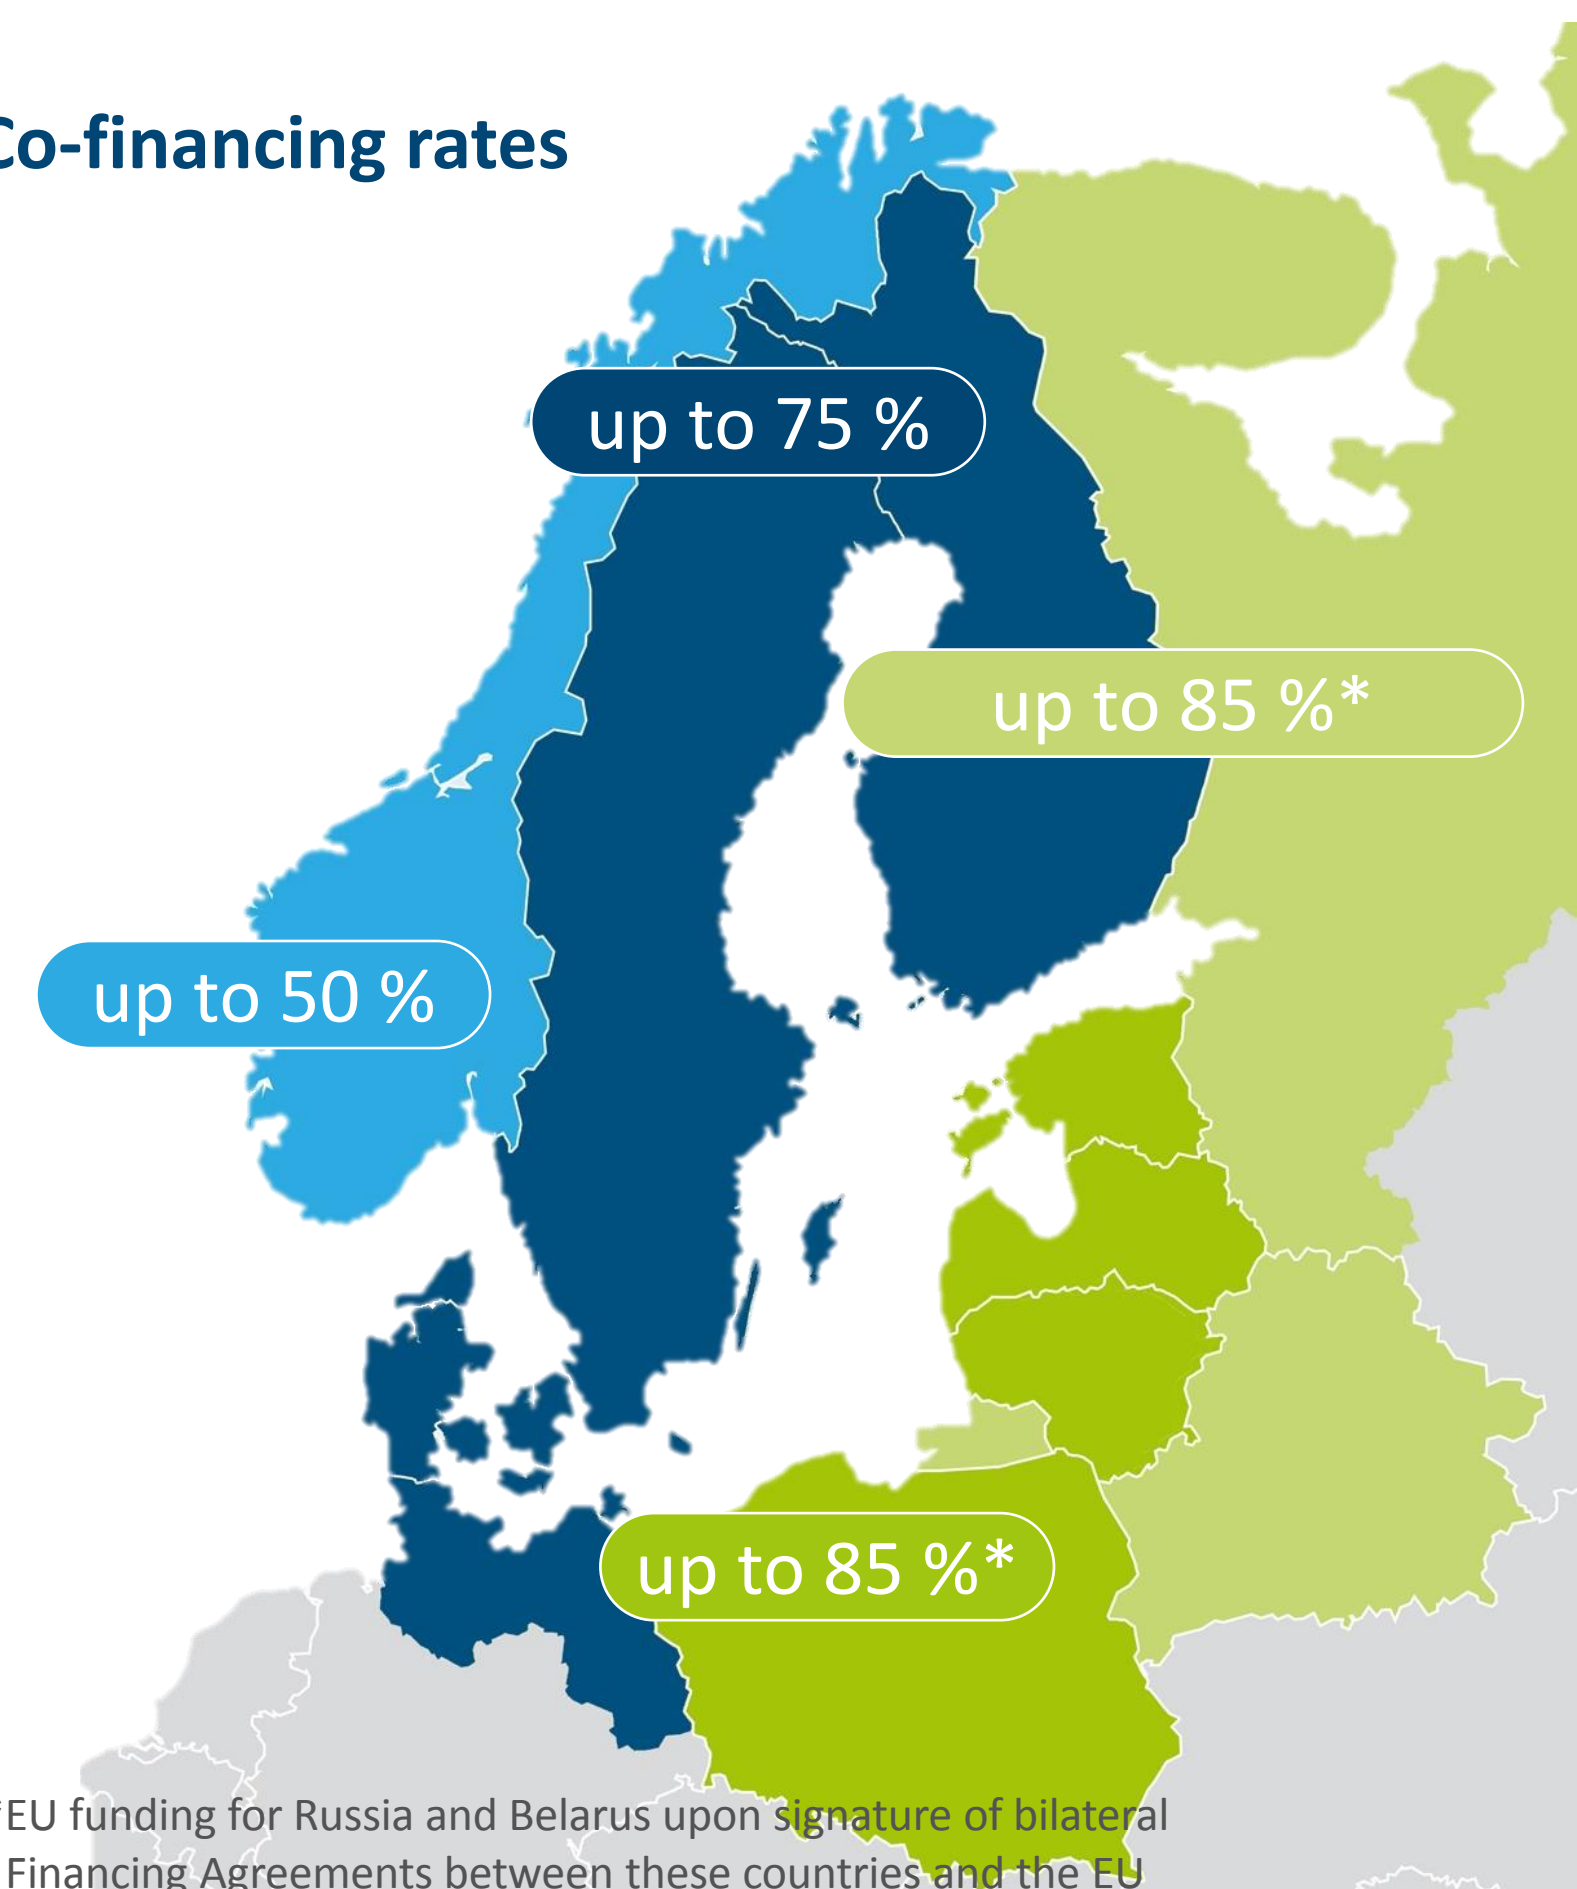 Co-financing rates
up to 75 %
up to 85 %*
up to 50 %
up to 85 %*
*EU funding for Russia and Belarus upon signature of bilateral
Financing Agreements between these countries and the EU